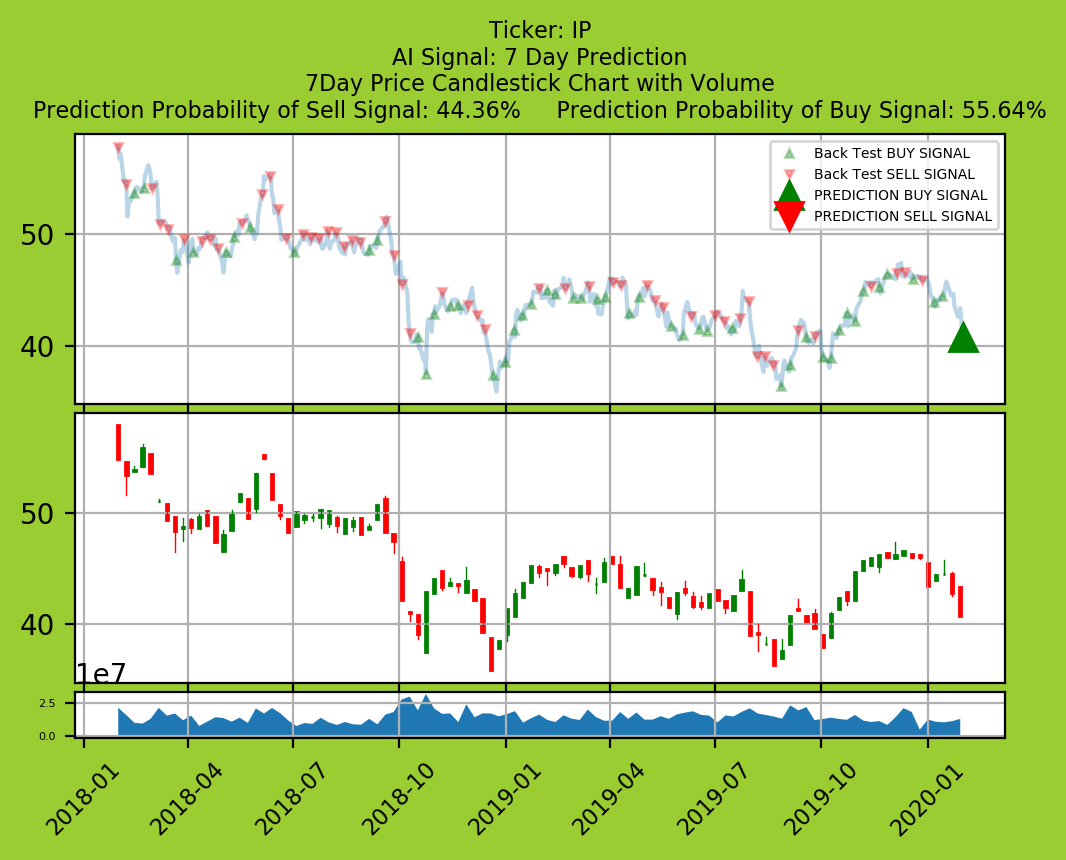 Ticker: IP
AI Signal: 7 Day Prediction
7Day Price Candlestick Chart with Volume
Prediction Probability of Sell Signal: 44.36%     Prediction Probability of Buy Signal: 55.64%
Back Test BUY SIGNAL
Back Test SELL SIGNAL
PREDICTION BUY SIGNAL
PREDICTION SELL SIGNAL
50
40
50
40
1e7
2.5
0.0
2018-01
2018-04
2018-07
2018-10
2019-01
2019-04
2019-07
2019-10
2020-01